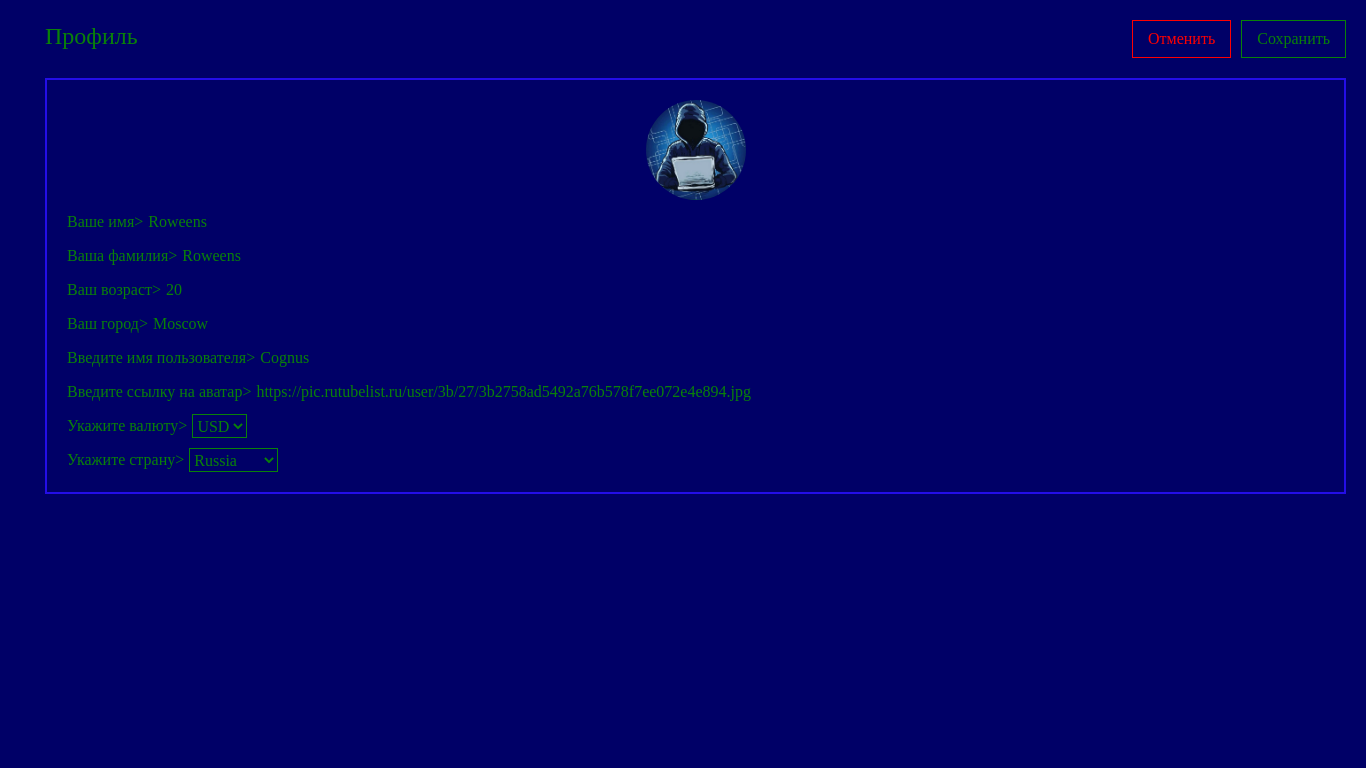 Профиль
Отменить
Сохранить
Ваше имя> Roweens
Ваша фамилия> Roweens
Ваш возраст> 20
Ваш город> Moscow
Введите имя пользователя> Cognus
Введите ссылку на аватар> https://pic.rutubelist.ru/user/3b/27/3b2758ad5492a76b578f7ee072e4e894.jpg
Укажите валюту> USD
Укажите страну> Russia